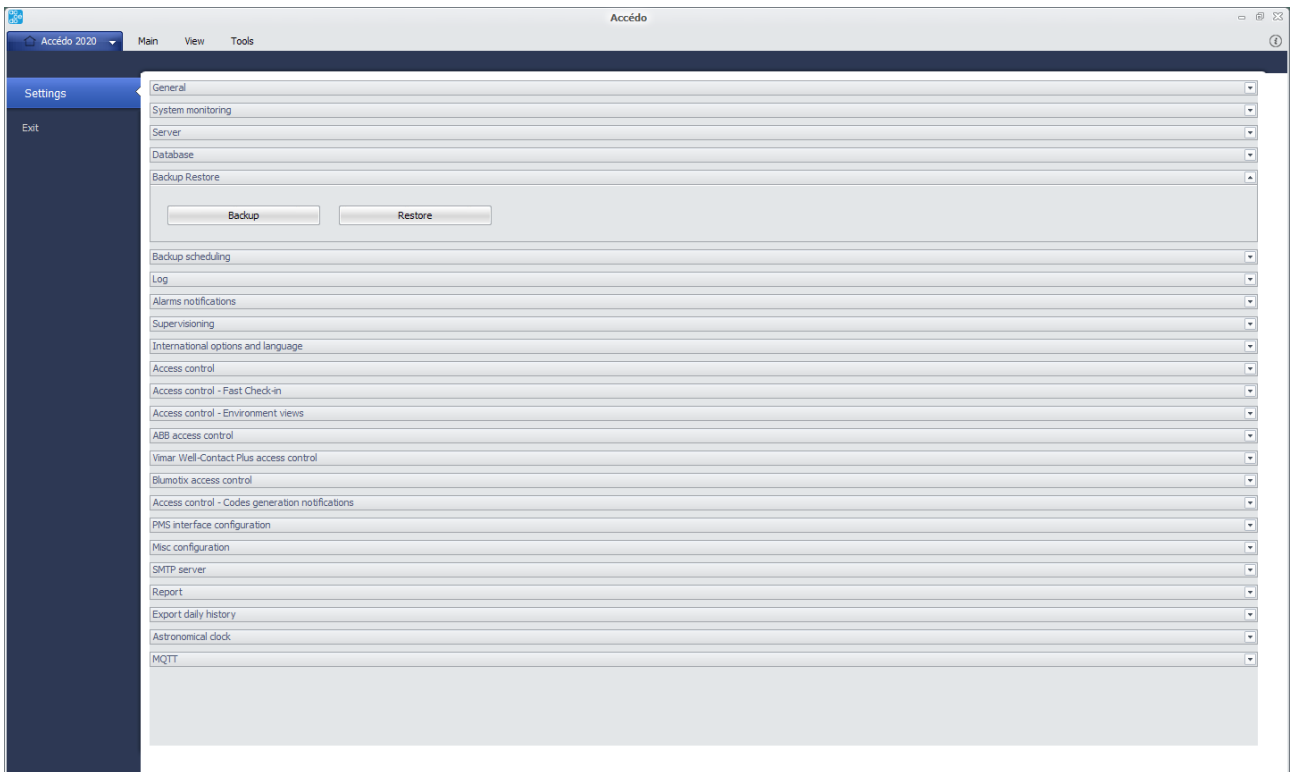 Accédo
Accédo 2020 Main View Tools
Settings
Exit
General
System monitoring
Server
Database
Backup Restore
Backup Restore
Backup scheduling
Log
Alarms notifications
Supervisioning
International options and language
Access control
Access control - Fast Check-in
Access control - Environment views
ABB access control
Vimar Well-Contact Plus access control
Blumotix access control
Access control - Codes generation notifications
PMS interface configuration
Misc configuration
SMTP server
Report
Export daily history
Astronomical clock
MQTT